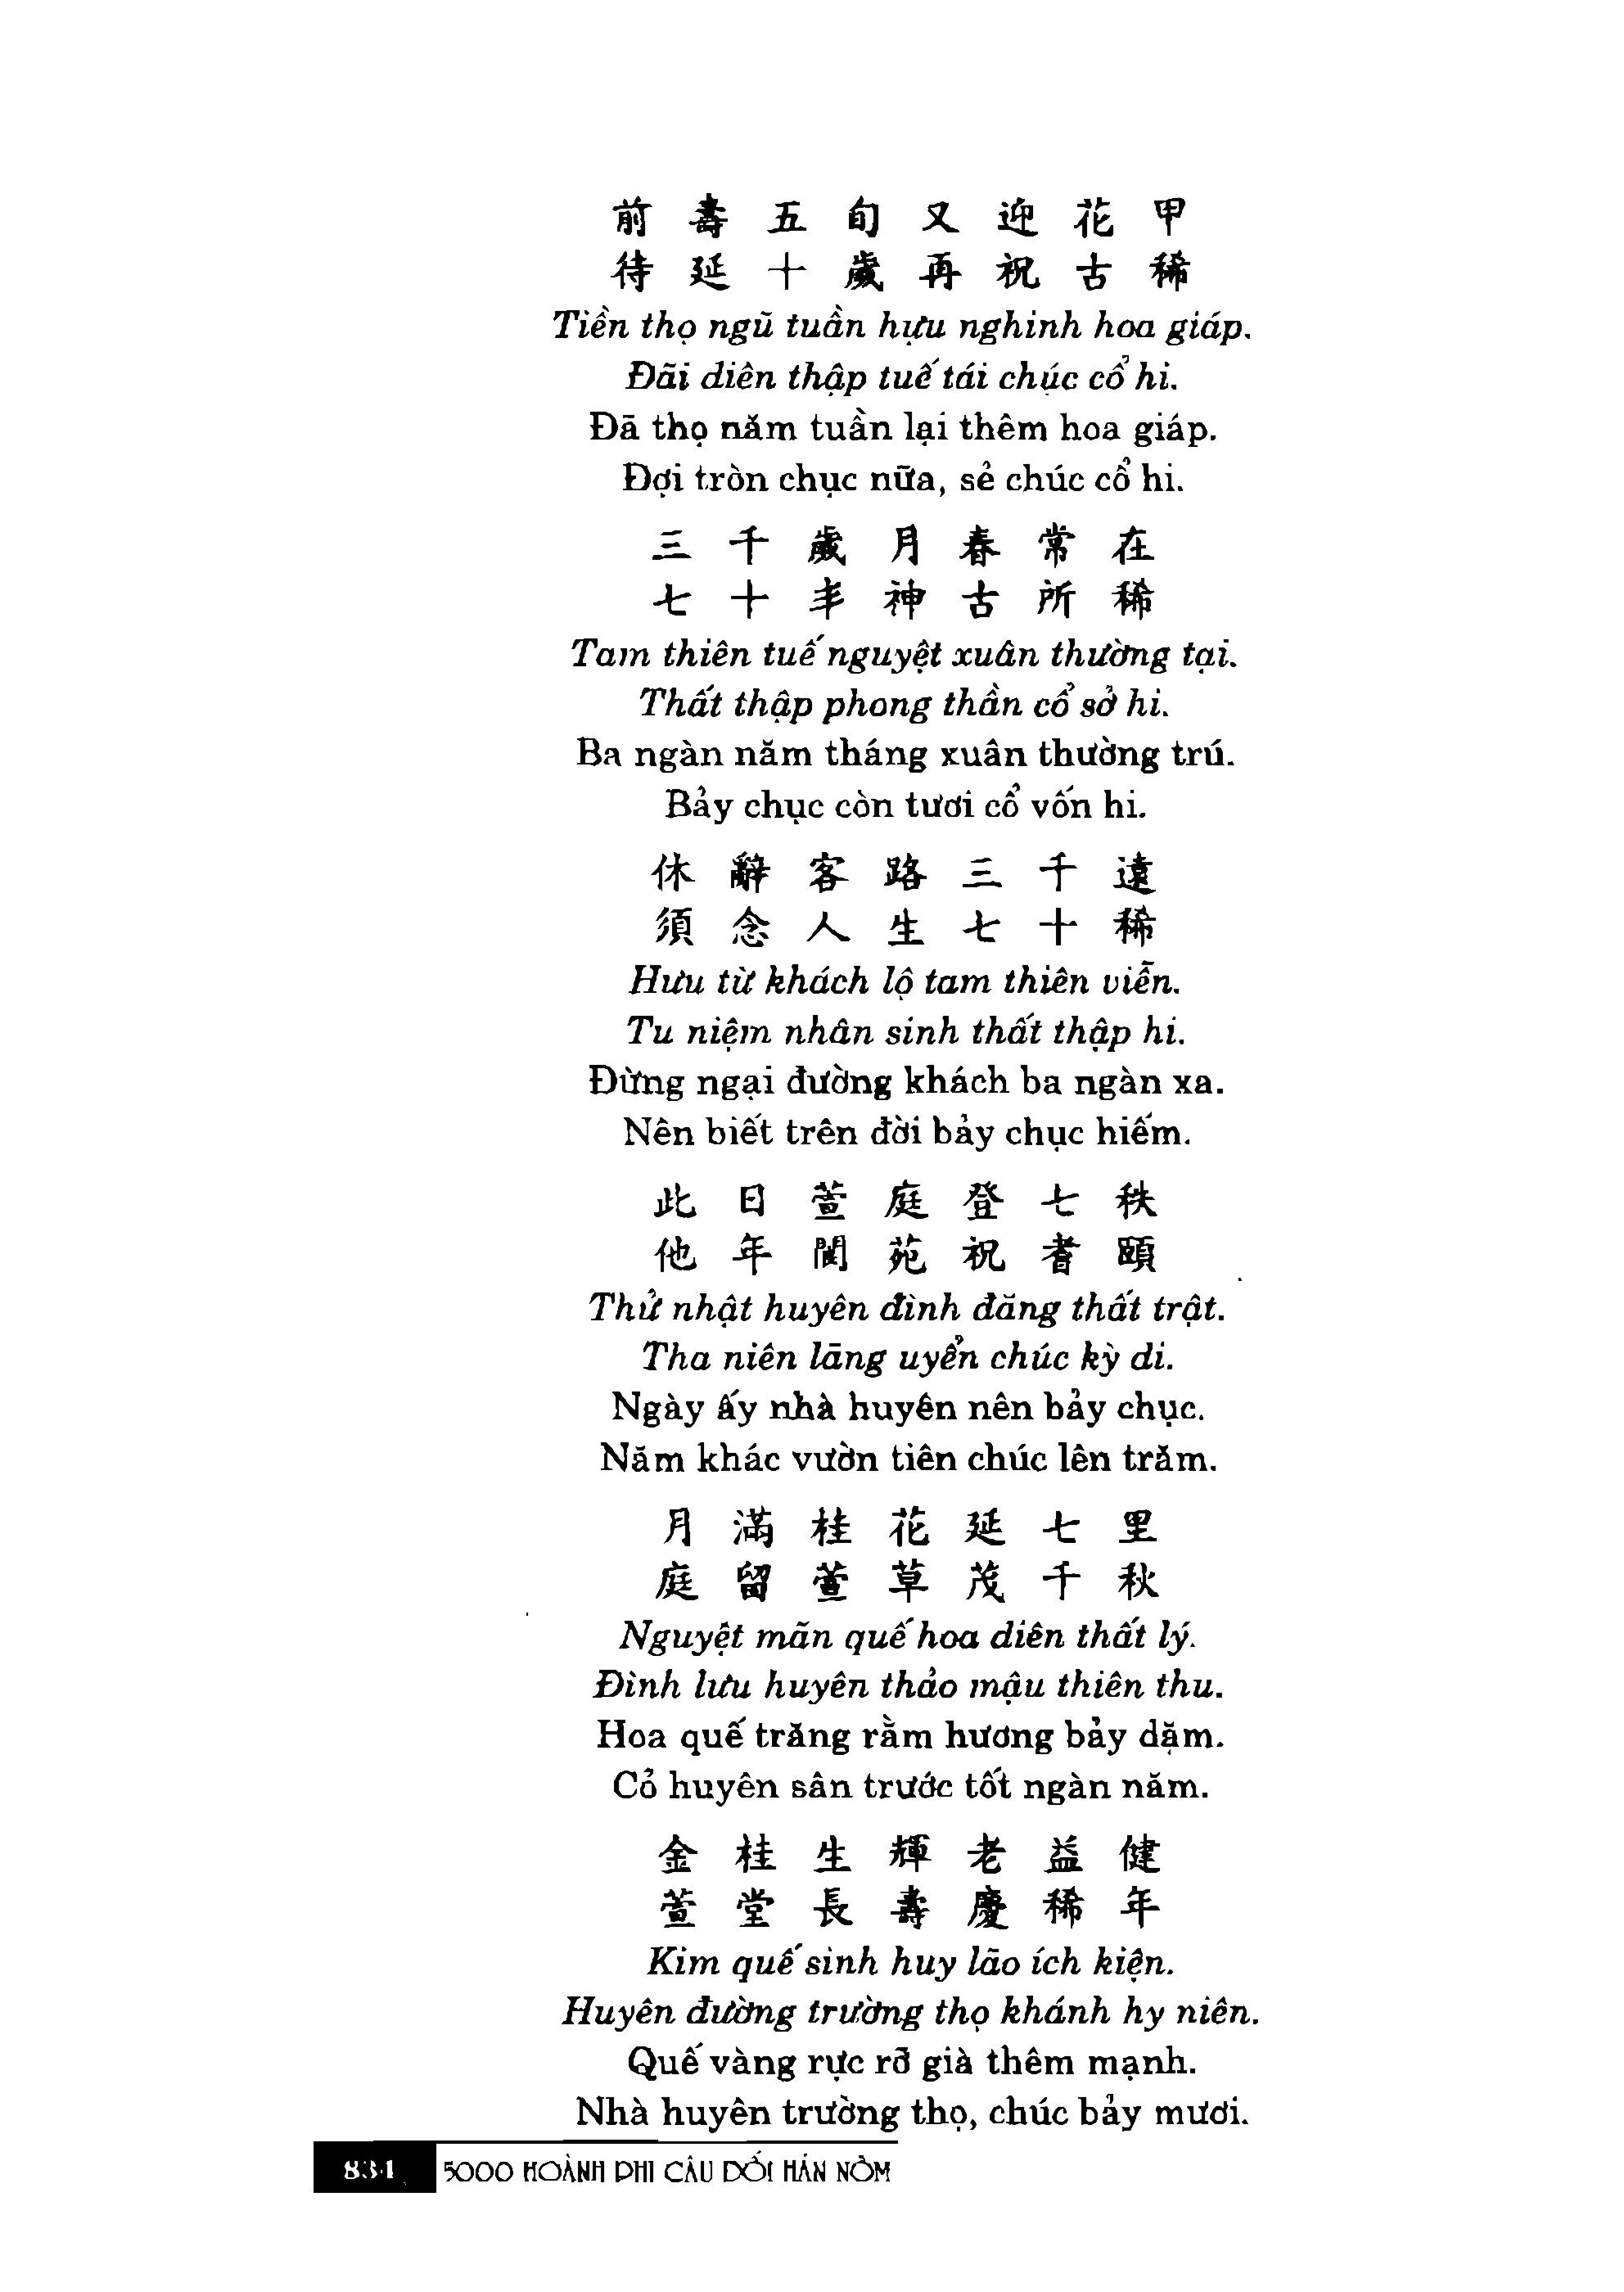 前壽五旬又迎花甲
待延十歲再祝古稀
Tiền thọ ngũ tuần hựu nghinh hoa giáp.
Đãi diên thập tuế tái chúc cổ hi.
Đã thọ năm tuần lại thêm hoa giáp.
Đợi tròn chục nữa, sẻ chúc cổ hi.
三千歲月春常在
七十丰神古所稀
Tam thiên tuế nguyệt xuân thường tại.
Thất thập phong thần cổ sở hi.
Ba ngàn năm tháng xuân thường trú.
Bảy chục còn tươi cổ vốn hi.
休辭客路三千遠
須念人生七十稀
Hưu từ khách lộ tam thiên viễn.
Tu niệm nhân sinh thất thập hi.
Đừng ngại đường khách ba ngàn xa.
Nên biết trên đời bảy chục hiếm.
此日萱庭登七秩
他年閬苑祝耆頤
Thử nhật huyên đình đăng thất trật.
Tha niên lãng uyển chúc kỳ di.
Ngày ấy nhà huyên nên bảy chục.
Năm khác vườn tiên chúc lên trăm.
月滿桂花延七里
庭留萱草茂千秋
Nguyệt mãn quế hoa diên thất lý.
Đình lưu huyên thảo mậu thiên thu.
Hoa quế trăng rằm hương bảy dặm.
Cỏ huyên sân trước tốt ngàn năm.
金桂生輝老益健
萱堂長壽慶稀年
Kim quế sinh huy lão ích kiện.
Huyên đường trường thọ khánh hy niên.
Quế vàng rực rỡ già thêm mạnh.
Nhà huyên trường thọ, chúc bảy mươi.
834 5000 HOÀNH PHI CÂU ĐỐI HÁN NÔM